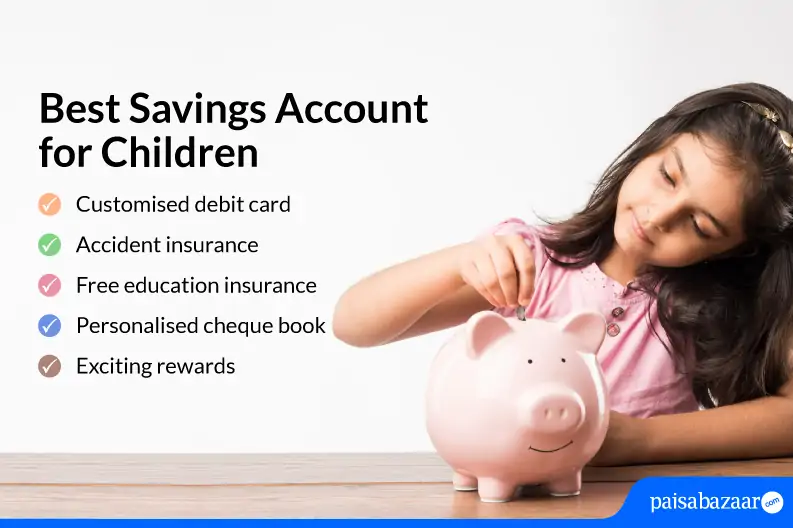 Best Savings Account
for Children
Customised debit card
Accident insurance
Free education insurance
Personalised cheque book
Exciting rewards
paisabazaar.com